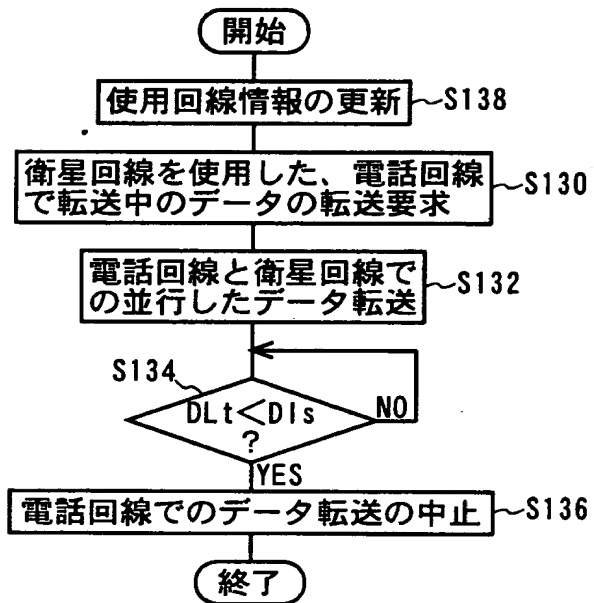 開始
使用回線情報の更新 S138
衛星回線を使用した、電話回線
で転送中のデータの転送要求 S130
電話回線と衛星回線で
の並行したデータ転送 S132
S134
DLt<DIs
?
NO
YES
電話回線でのデータ転送の中止 S136
終了